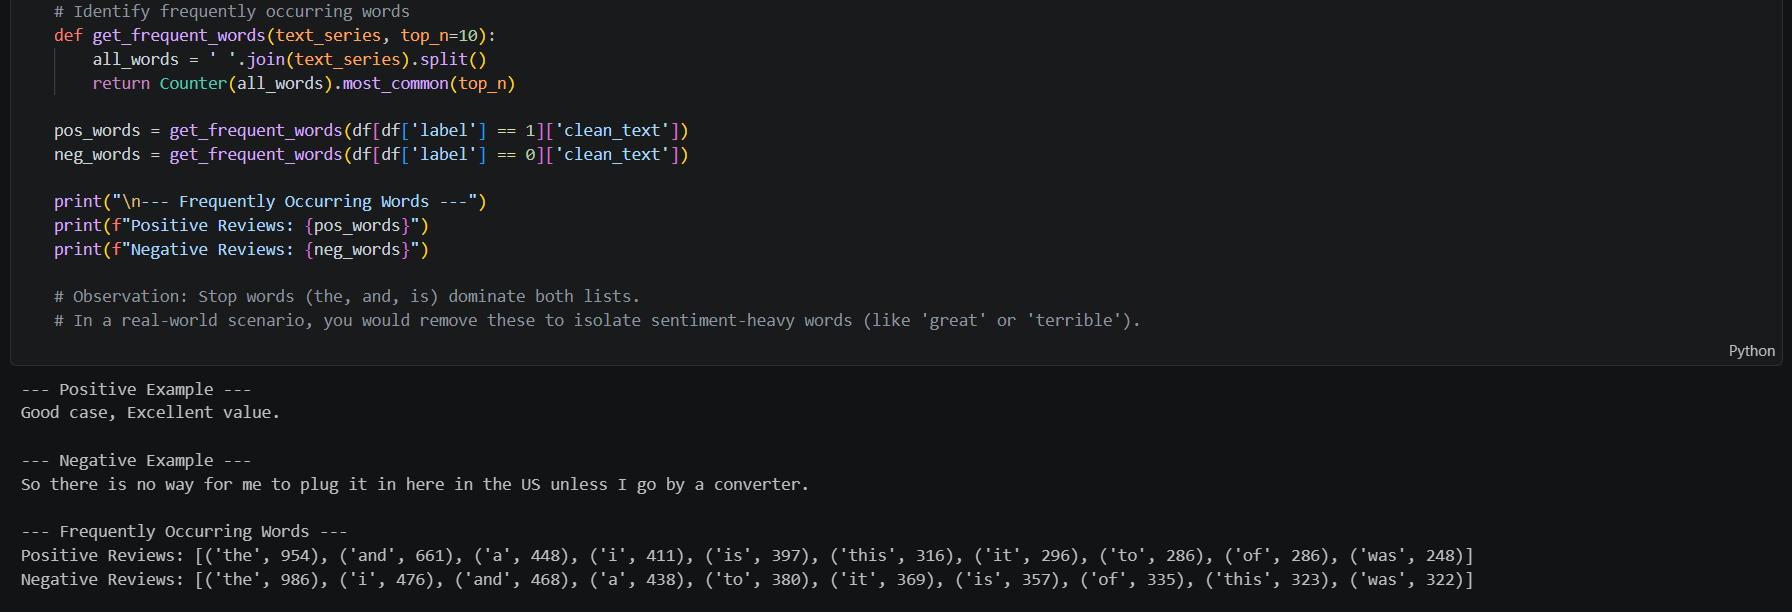 # Identify frequently occurring words
def get_frequent_words(text_series, top_n=10):
    all_words = ' '.join(text_series).split()
    return Counter(all_words).most_common(top_n)

pos_words = get_frequent_words(df[df['label'] == 1]['clean_text'])
neg_words = get_frequent_words(df[df['label'] == 0]['clean_text'])

print("\n--- Frequently Occurring Words ---")
print(f"Positive Reviews: {pos_words}")
print(f"Negative Reviews: {neg_words}")

# Observation: Stop words (the, and, is) dominate both lists.
# In a real-world scenario, you would remove these to isolate sentiment-heavy words (like 'great' or 'terrible').
Python
--- Positive Example ---
Good case, Excellent value.

--- Negative Example ---
So there is no way for me to plug it in here in the US unless I go by a converter.

--- Frequently Occurring Words ---
Positive Reviews: [('the', 954), ('and', 661), ('a', 448), ('i', 411), ('is', 397), ('this', 316), ('it', 296), ('to', 286), ('of', 286), ('was', 248)]
Negative Reviews: [('the', 986), ('i', 476), ('and', 468), ('a', 438), ('to', 380), ('it', 369), ('is', 357), ('of', 335), ('this', 323), ('was', 322)]